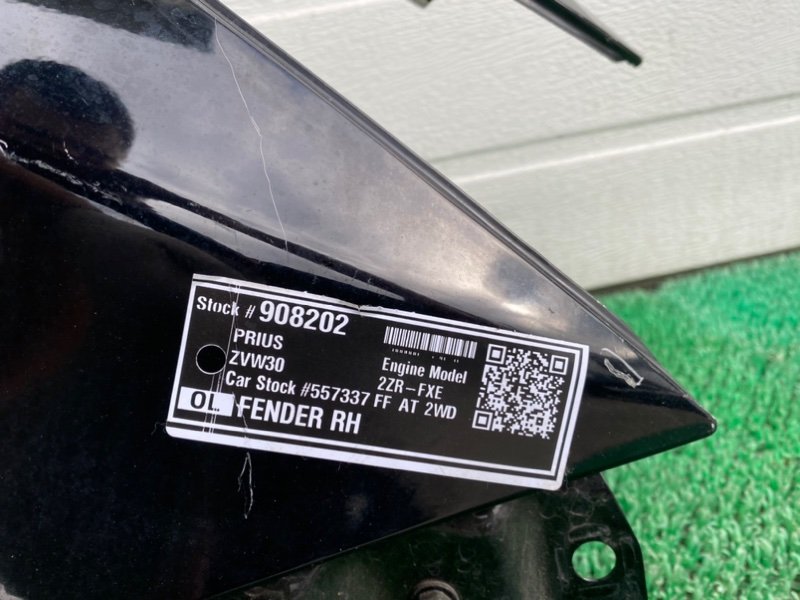 Stock # 908202
PRIUS
ZVW30
Engine Model
2ZR-FXE
Car Stock #557337 FF AT 2WD
OL FENDER RH